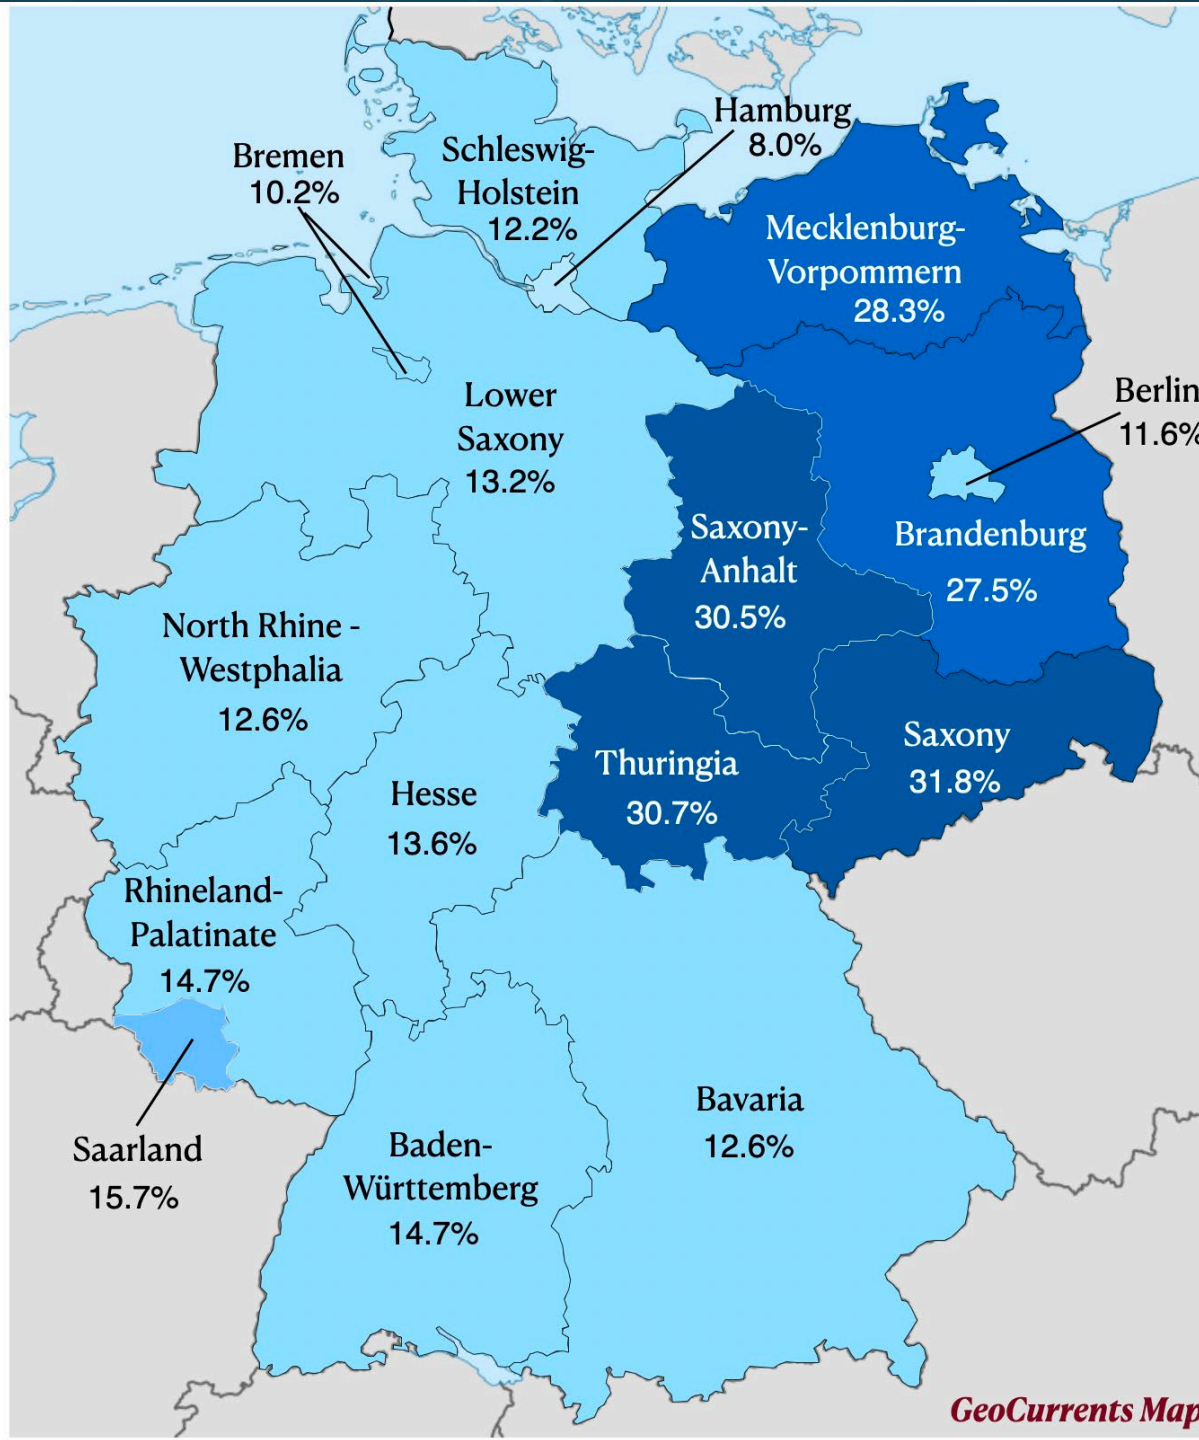 Hamburg
8.0%
Bremen
10.2%
Schleswig-
Holstein
12.2%
Mecklenburg-
Vorpommern
28.3%
Berlin
11.6%
Lower
Saxony
13.2%
Saxony-
Anhalt
30.5%
Brandenburg
27.5%
North Rhine -
Westphalia
12.6%
Hesse
13.6%
Thuringia
30.7%
Saxony
31.8%
Rhineland-
Palatinate
14.7%
Saarland
15.7%
Baden-
Württemberg
14.7%
Bavaria
12.6%
GeoCurrents Map